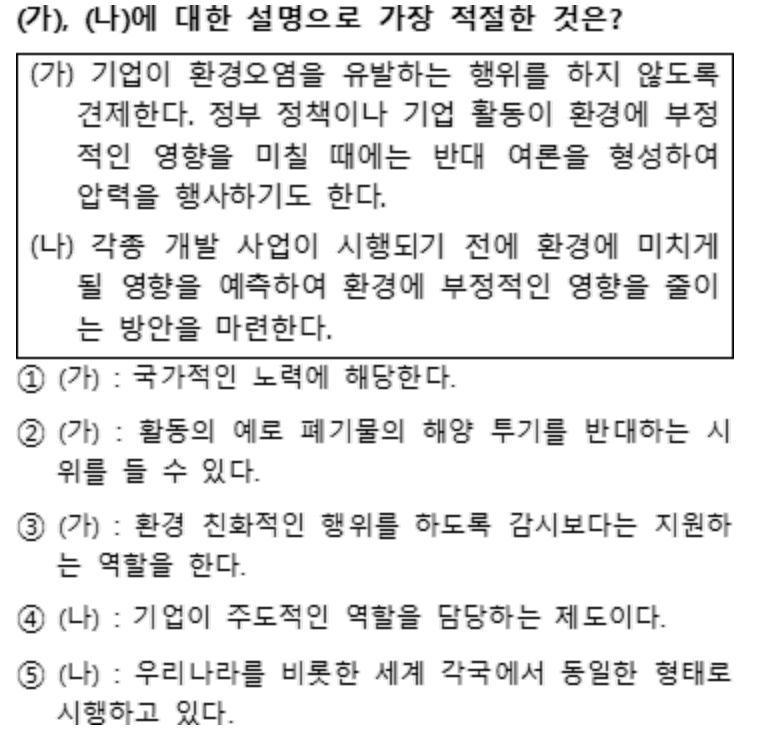 (가), (나)에 대한 설명으로 가장 적절한 것은?
(가) 기업이 환경오염을 유발하는 행위를 하지 않도록
견제한다. 정부 정책이나 기업 활동이 환경에 부정
적인 영향을 미칠 때에는 반대 여론을 형성하여
압력을 행사하기도 한다.
(나) 각종 개발 사업이 시행되기 전에 환경에 미치게
될 영향을 예측하여 환경에 부정적인 영향을 줄이
는 방안을 마련한다.
① (가) : 국가적인 노력에 해당한다.
② (가) : 활동의 예로 폐기물의 해양 투기를 반대하는 시
위를 들 수 있다.
③ (가) : 환경 친화적인 행위를 하도록 감시보다는 지원하
는 역할을 한다.
④ (나) : 기업이 주도적인 역할을 담당하는 제도이다.
⑤ (나) : 우리나라를 비롯한 세계 각국에서 동일한 형태로
시행하고 있다.